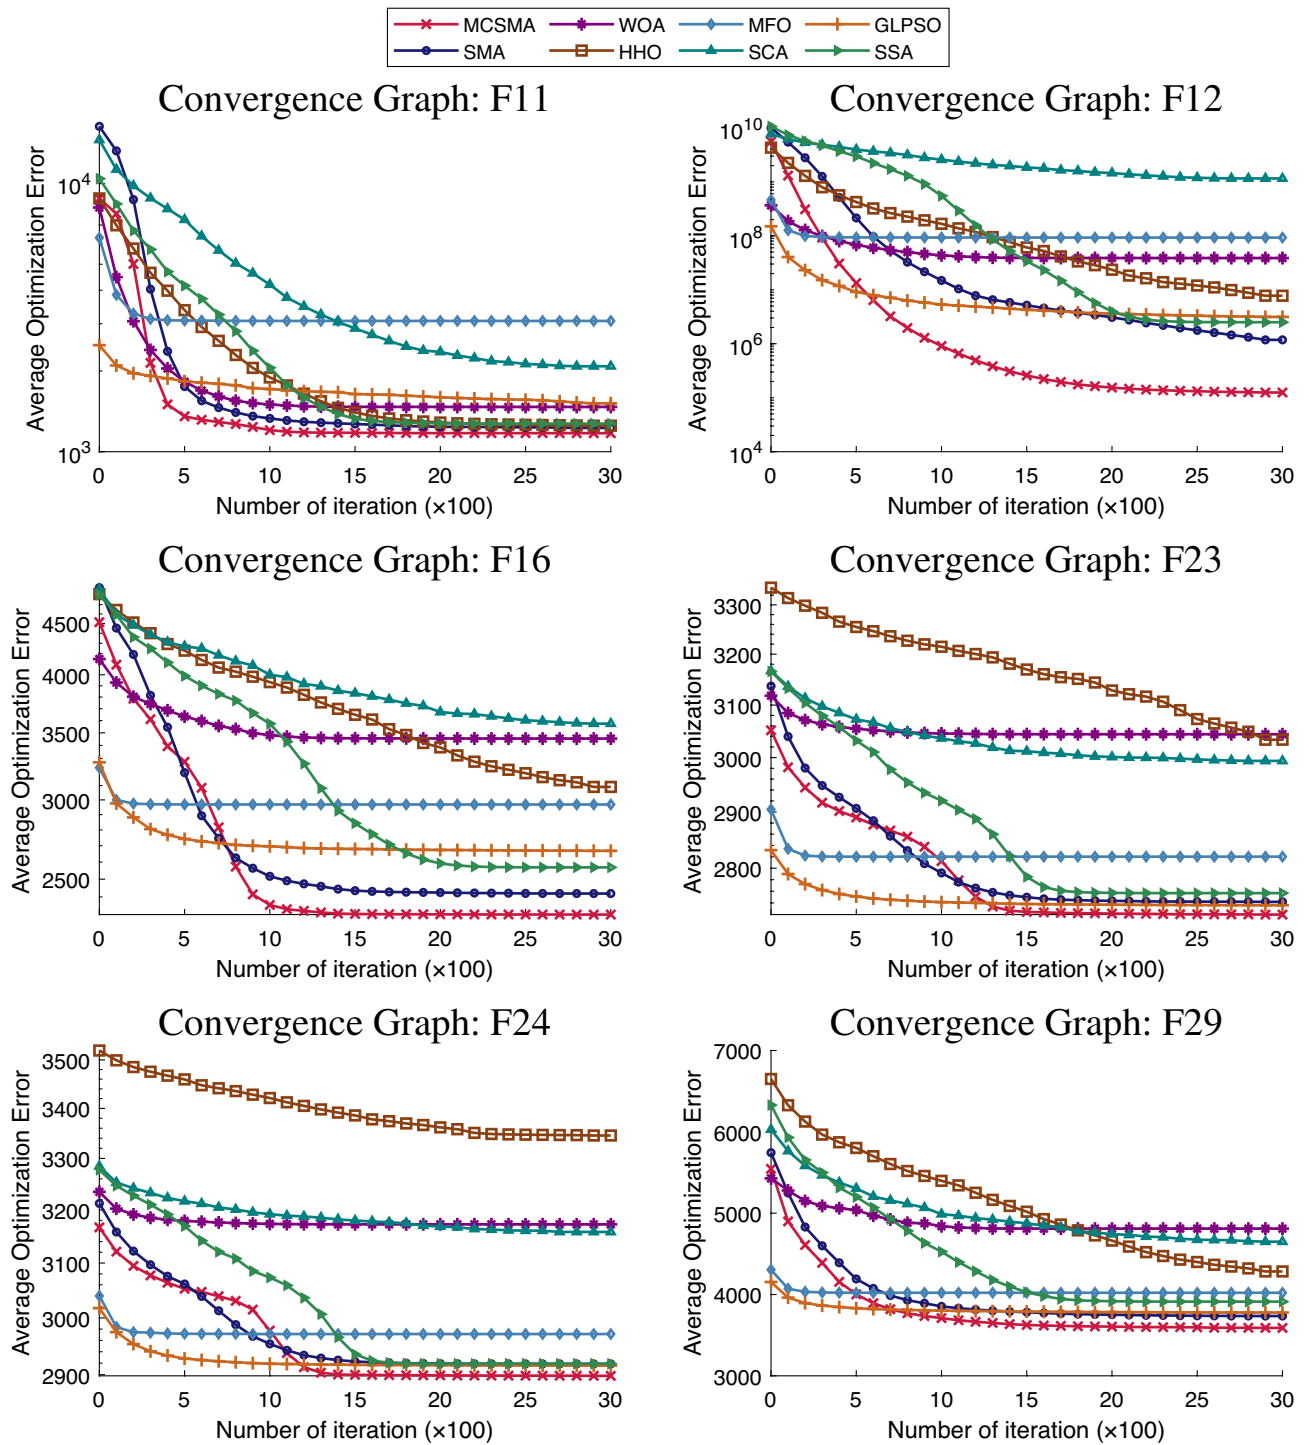 MCSMA WOA MFO GLPSO
SMA HHO SCA SSA
Convergence Graph: F11
Average Optimization Error
10^4
10^3
0 5 10 15 20 25 30
Number of iteration (×100)
Convergence Graph: F12
Average Optimization Error
10^10
10^8
10^6
10^4
0 5 10 15 20 25 30
Number of iteration (×100)
Convergence Graph: F16
Average Optimization Error
4500
4000
3500
3000
2500
0 5 10 15 20 25 30
Number of iteration (×100)
Convergence Graph: F23
Average Optimization Error
3300
3200
3100
3000
2900
2800
0 5 10 15 20 25 30
Number of iteration (×100)
Convergence Graph: F24
Average Optimization Error
3500
3400
3300
3200
3100
3000
2900
0 5 10 15 20 25 30
Number of iteration (×100)
Convergence Graph: F29
Average Optimization Error
7000
6000
5000
4000
3000
0 5 10 15 20 25 30
Number of iteration (×100)